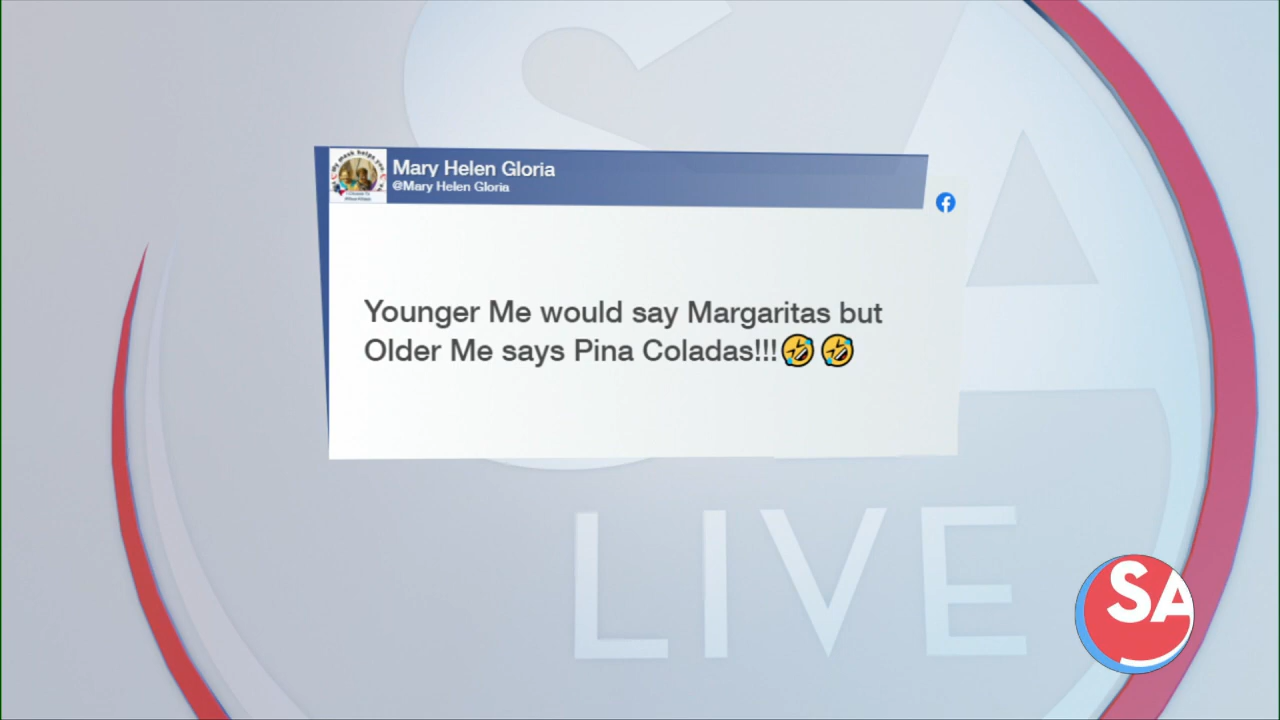 Mary Helen Gloria
@Mary Helen Gloria
Younger Me would say Margaritas but
Older Me says Pina Coladas!!!🤣🤣
SA
LIVE
SA